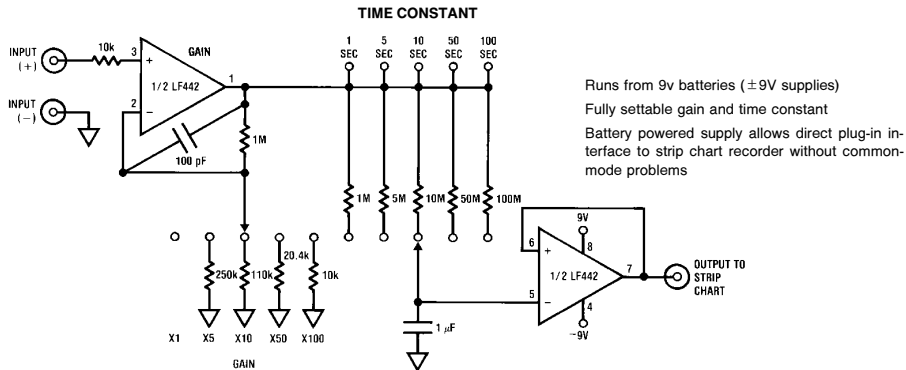 TIME CONSTANT
1 SEC
5 SEC
10 SEC
50 SEC
100 SEC
INPUT (+)
10k
3
+
GAIN
1/2 LF442
1
INPUT (−)
2
−
100 pF
1M
1M
5M
10M
50M
100M
Runs from 9v batteries (±9V supplies)
Fully settable gain and time constant
Battery powered supply allows direct plug-in in-
terface to strip chart recorder without common-
mode problems
250k
110k
20.4k
10k
X1
X5
X10
X50
X100
GAIN
1 μF
6
+
9V
8
1/2 LF442
7
5
−
4
−9V
OUTPUT TO
STRIP
CHART